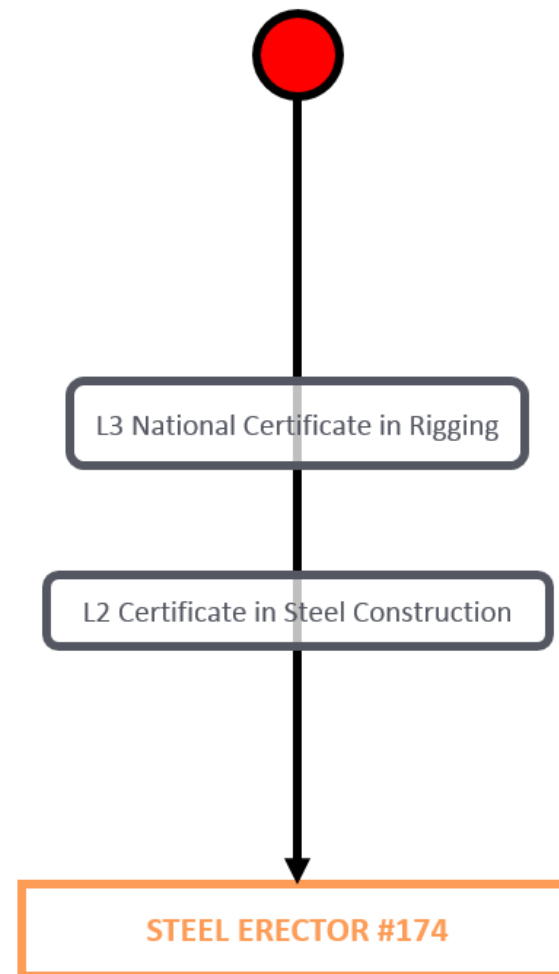 L3 National Certificate in Rigging
L2 Certificate in Steel Construction
STEEL ERECTOR #174